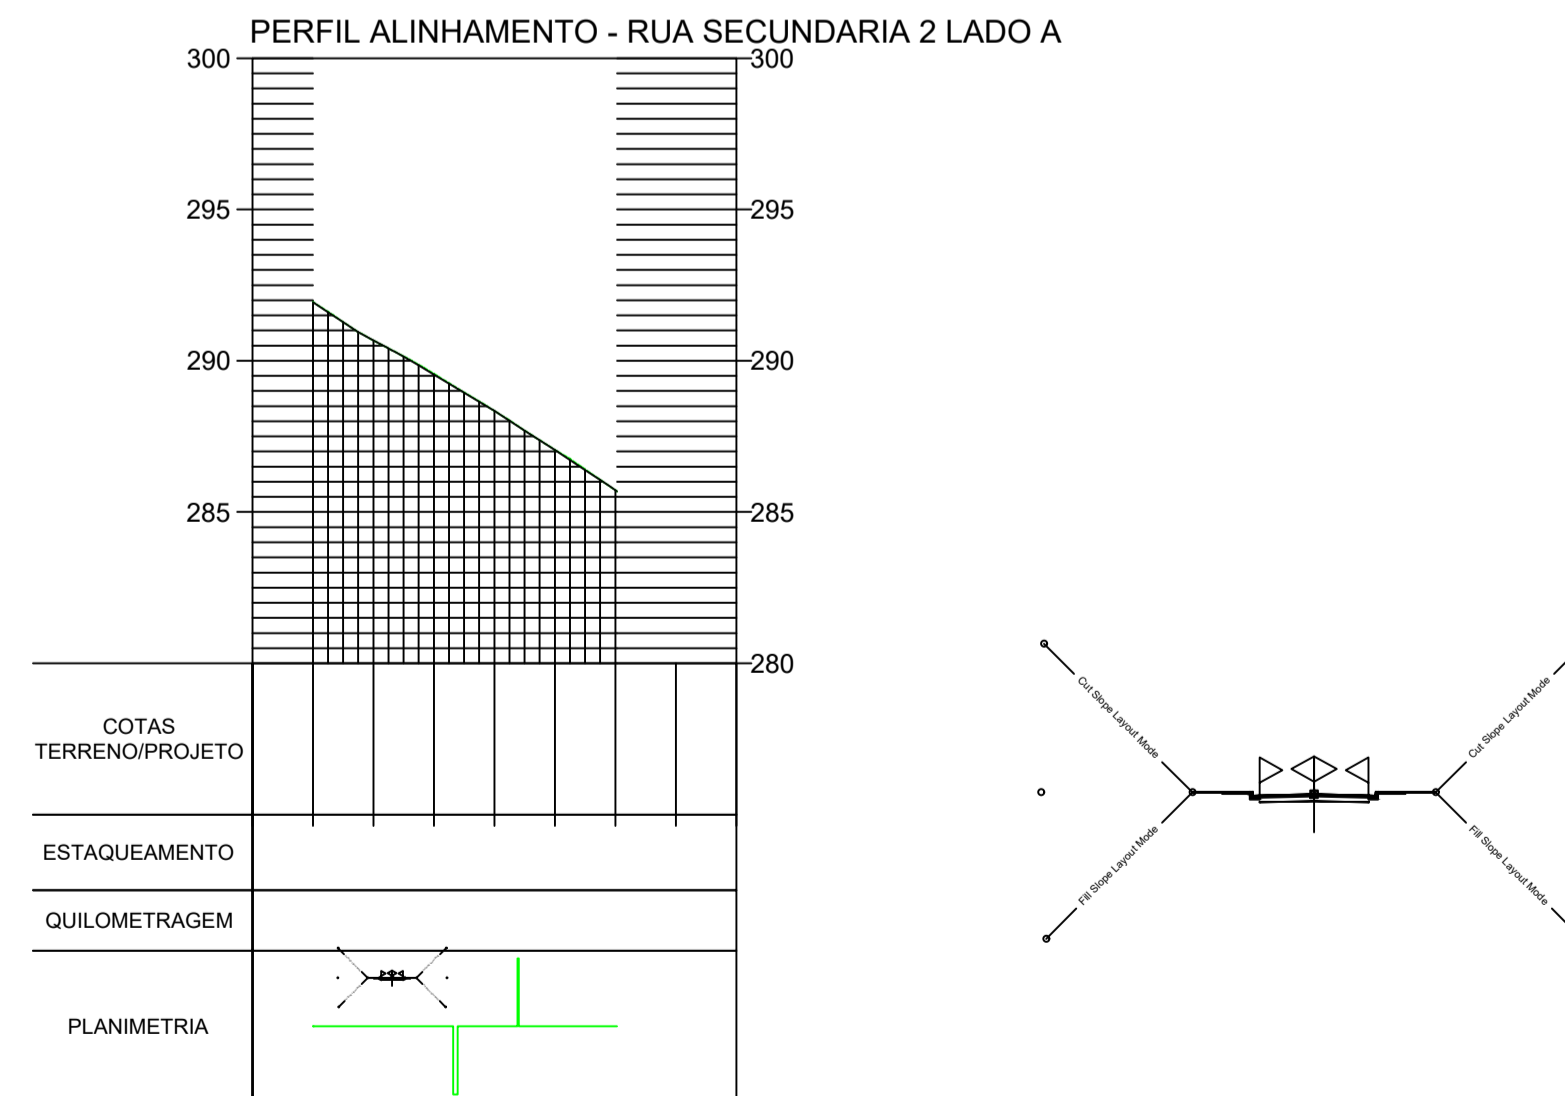 PERFIL ALINHAMENTO - RUA SECUNDARIA 2 LADO A
300
300
295
295
290
290
285
285
280
COTAS
TERRENO/PROJETO
ESTAQUEAMENTO
QUILOMETRAGEM
PLANIMETRIA
Cut Slope Layout Mode
Cut Slope Layout Mode
Fill Slope Layout Mode
Fill Slope Layout Mode